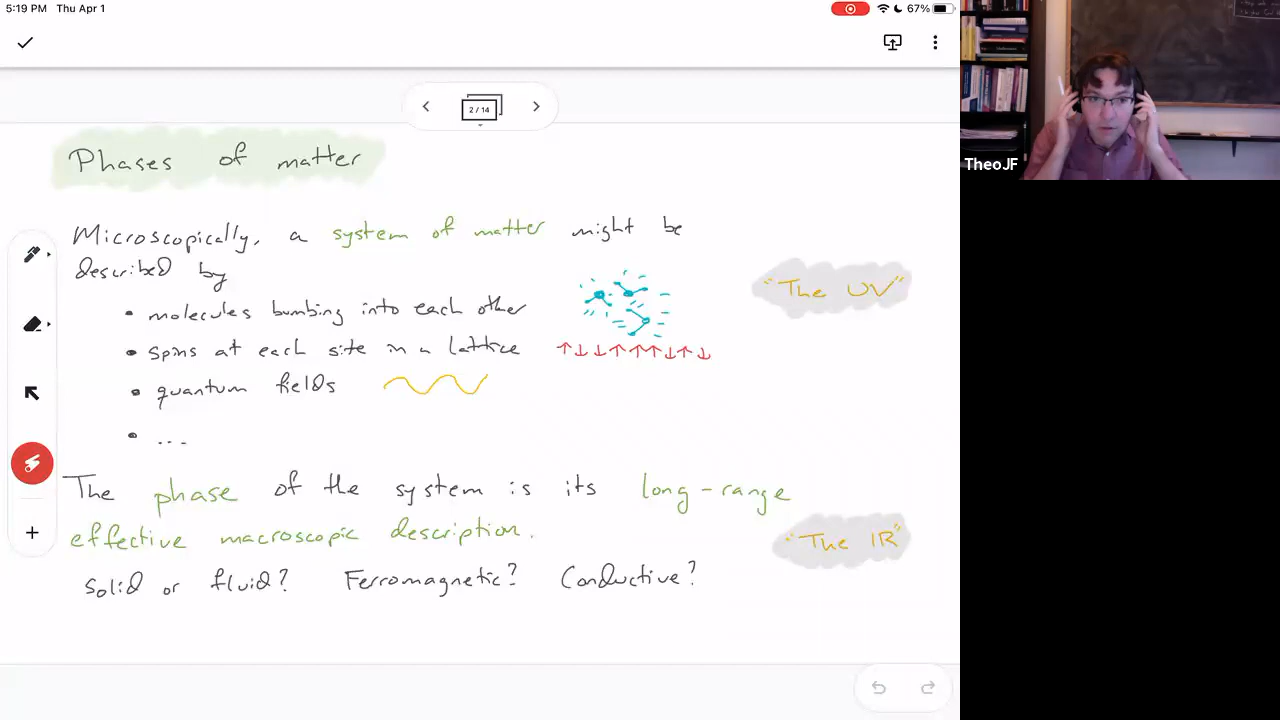 5:19 PM Thu Apr 1
67%
2 / 14
Phases of matter
TheoJF
Microscopically, a system of matter might be
described by
"The UV"
• molecules bumbing into each other
• spins at each site in a lattice
• quantum fields
• ...
The phase of the system is its long-range
effective macroscopic description.
"The IR"
Solid or fluid? Ferromagnetic? Conductive?